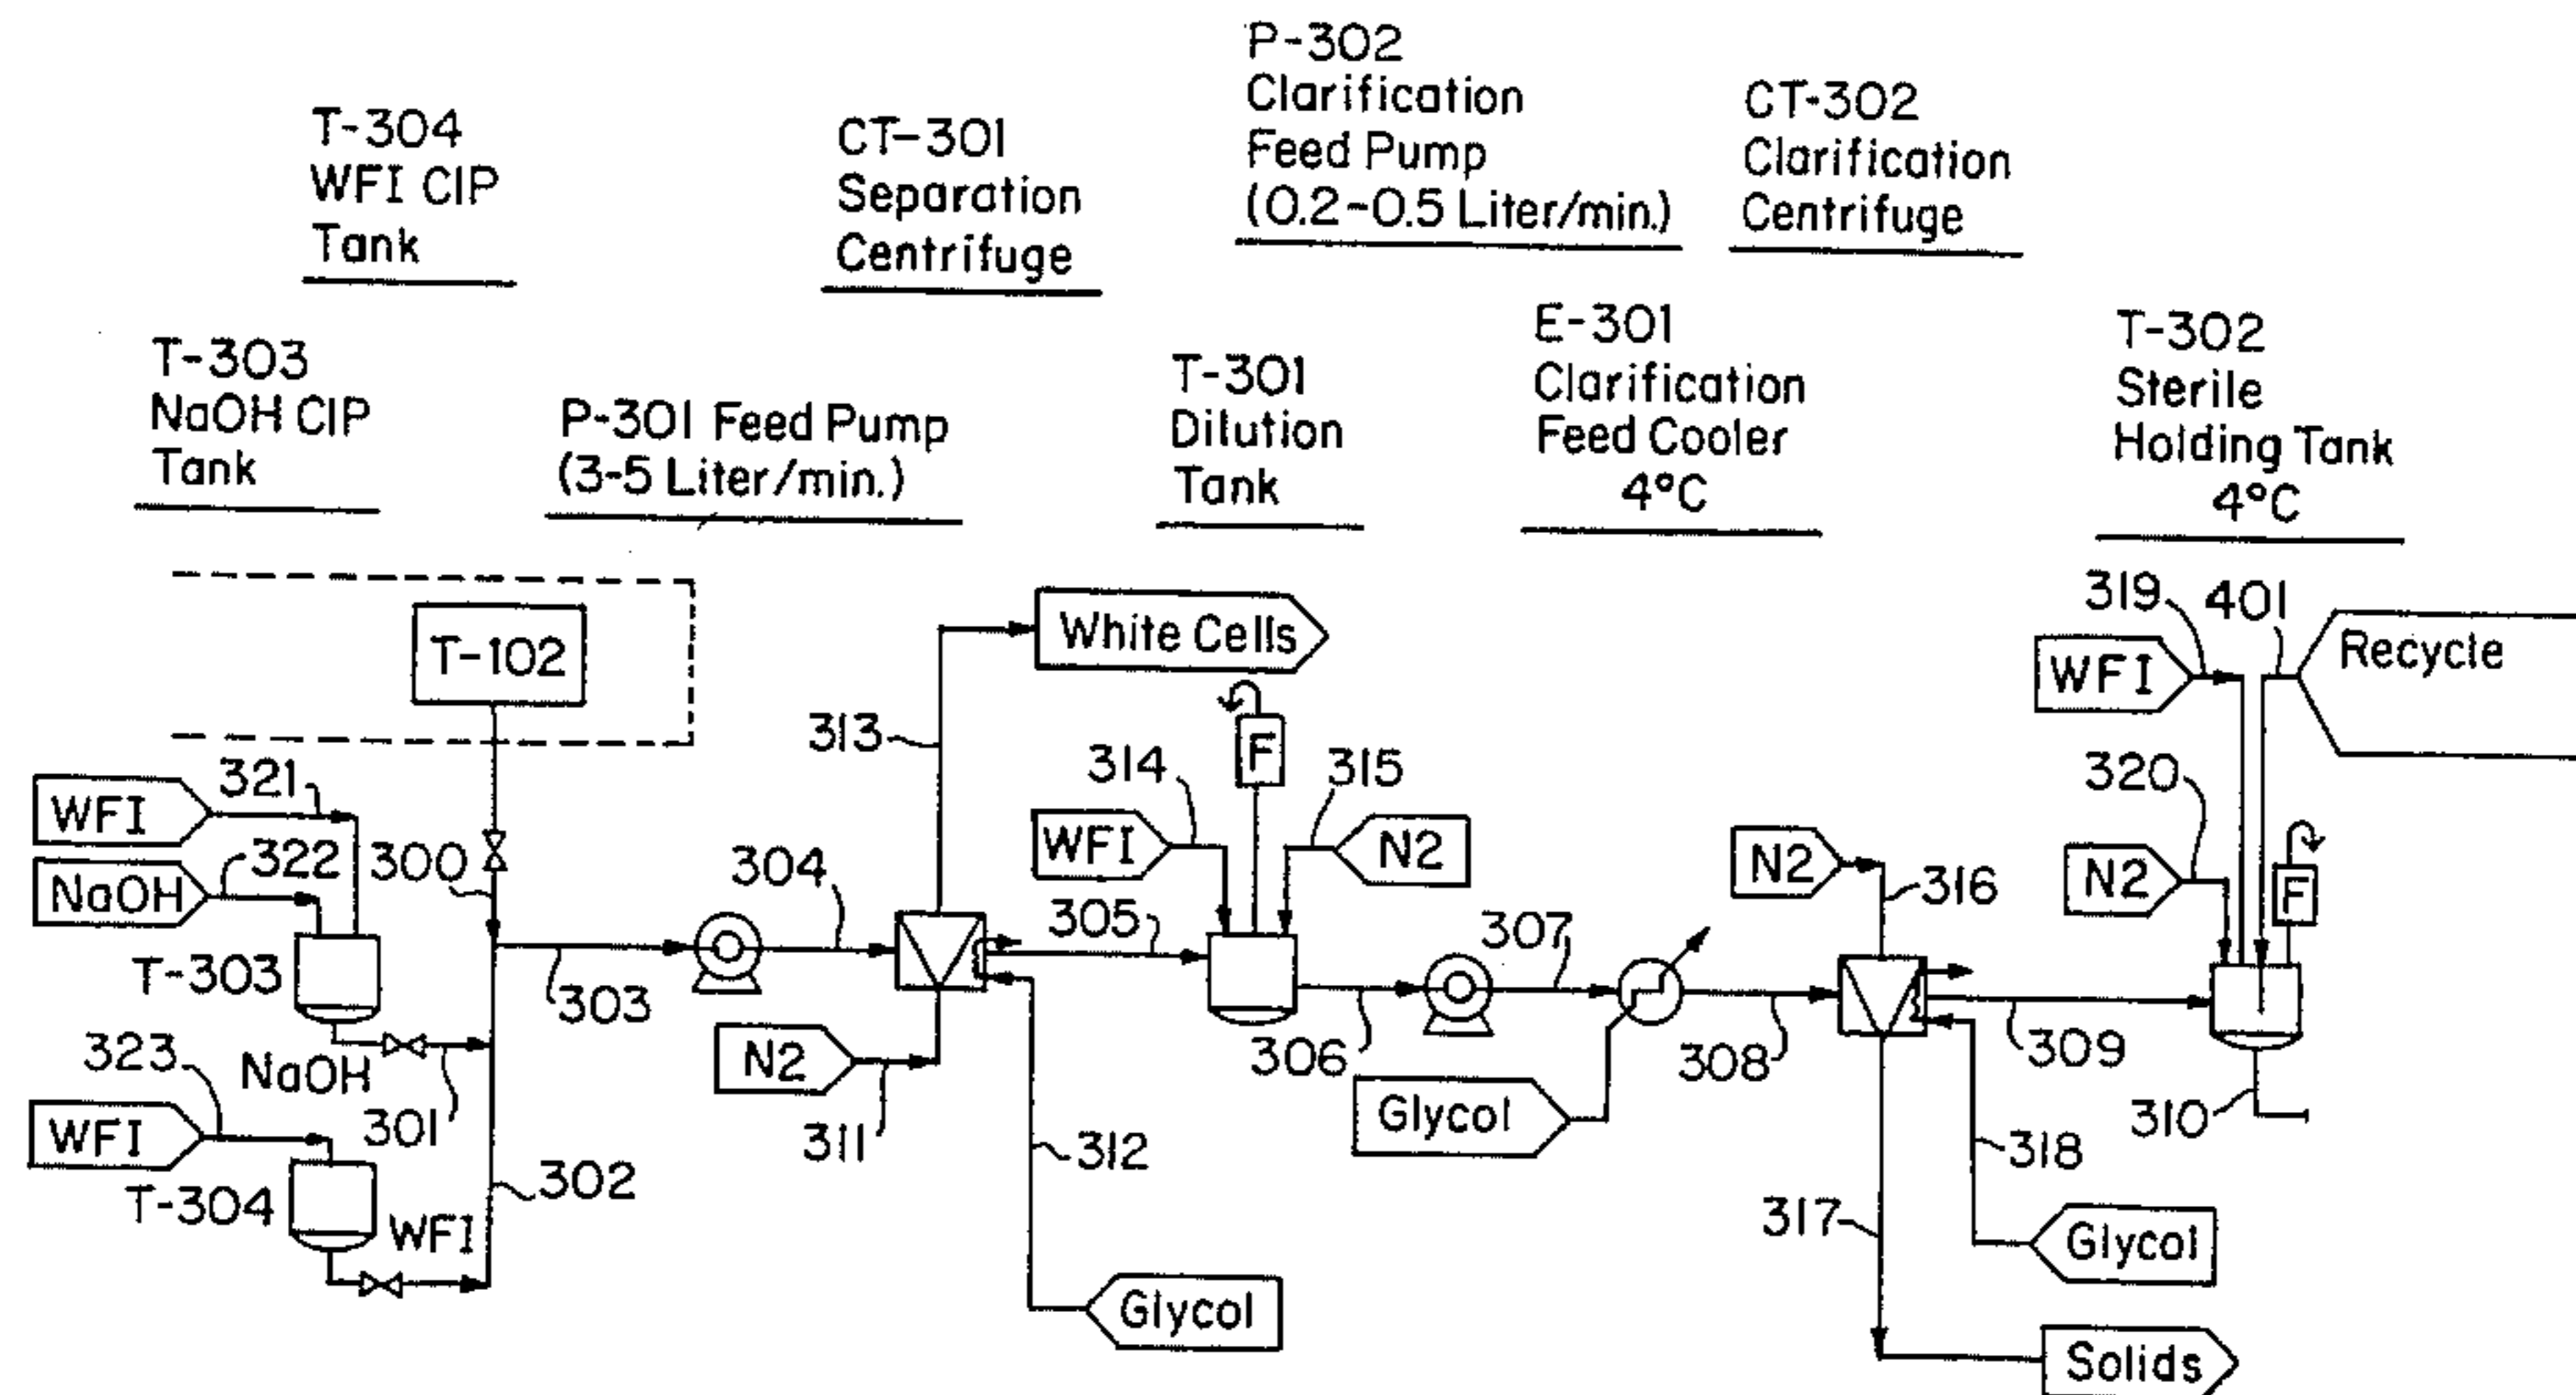 P-302
Clarification
Feed Pump
(0.2-0.5 Liter/min.)
CT-302
Clarification
Centrifuge
T-304
WFI CIP
Tank
CT-301
Separation
Centrifuge
T-303
NaOH CIP
Tank
P-301 Feed Pump
(3-5 Liter/min.)
T-301
Dilution
Tank
E-301
Clarification
Feed Cooler
4°C
T-302
Sterile
Holding Tank
4°C
T-102
White Cells
319
401
WFI
Recycle
313
F
314
315
320
321
WFI
322
NaOH
300
304
WFI
N2
N2
316
N2
F
305
307
T-303
303
306
308
309
323
NaOH
301
N2
311
Glycol
310
WFI
312
318
T-304
WFI
302
317
Glycol
Glycol
Solids